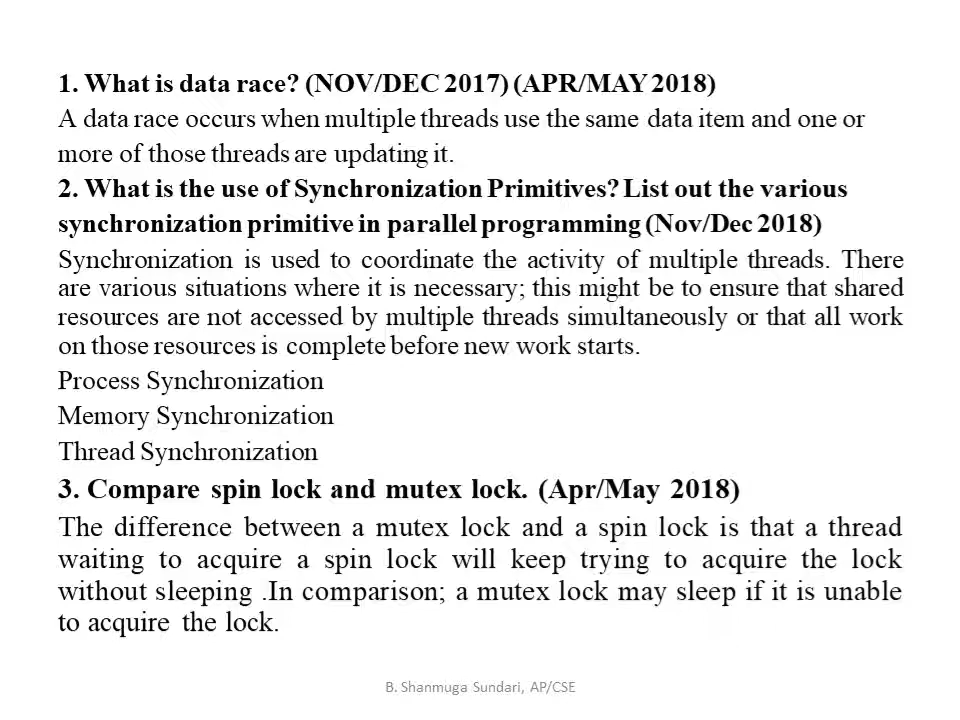 1. What is data race? (NOV/DEC 2017) (APR/MAY 2018)
A data race occurs when multiple threads use the same data item and one or
more of those threads are updating it.
2. What is the use of Synchronization Primitives? List out the various
synchronization primitive in parallel programming (Nov/Dec 2018)
Synchronization is used to coordinate the activity of multiple threads. There
are various situations where it is necessary; this might be to ensure that shared
resources are not accessed by multiple threads simultaneously or that all work
on those resources is complete before new work starts.
Process Synchronization
Memory Synchronization
Thread Synchronization
3. Compare spin lock and mutex lock. (Apr/May 2018)
The difference between a mutex lock and a spin lock is that a thread
waiting to acquire a spin lock will keep trying to acquire the lock
without sleeping .In comparison; a mutex lock may sleep if it is unable
to acquire the lock.
B. Shanmuga Sundari, AP/CSE